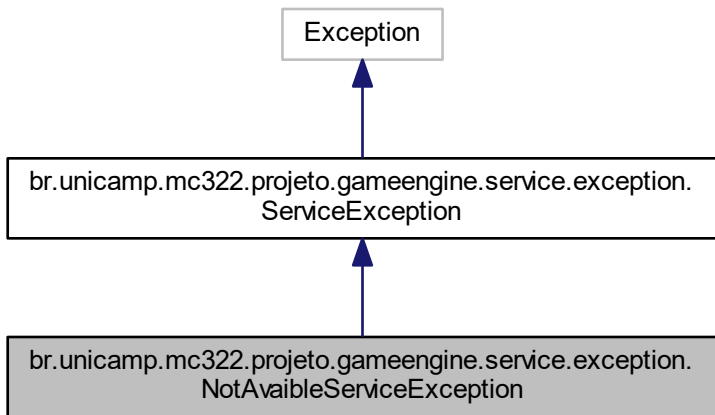 Exception
br.unicamp.mc322.projeto.gameengine.service.exception.
ServiceException
br.unicamp.mc322.projeto.gameengine.service.exception.
NotAvaibleServiceException